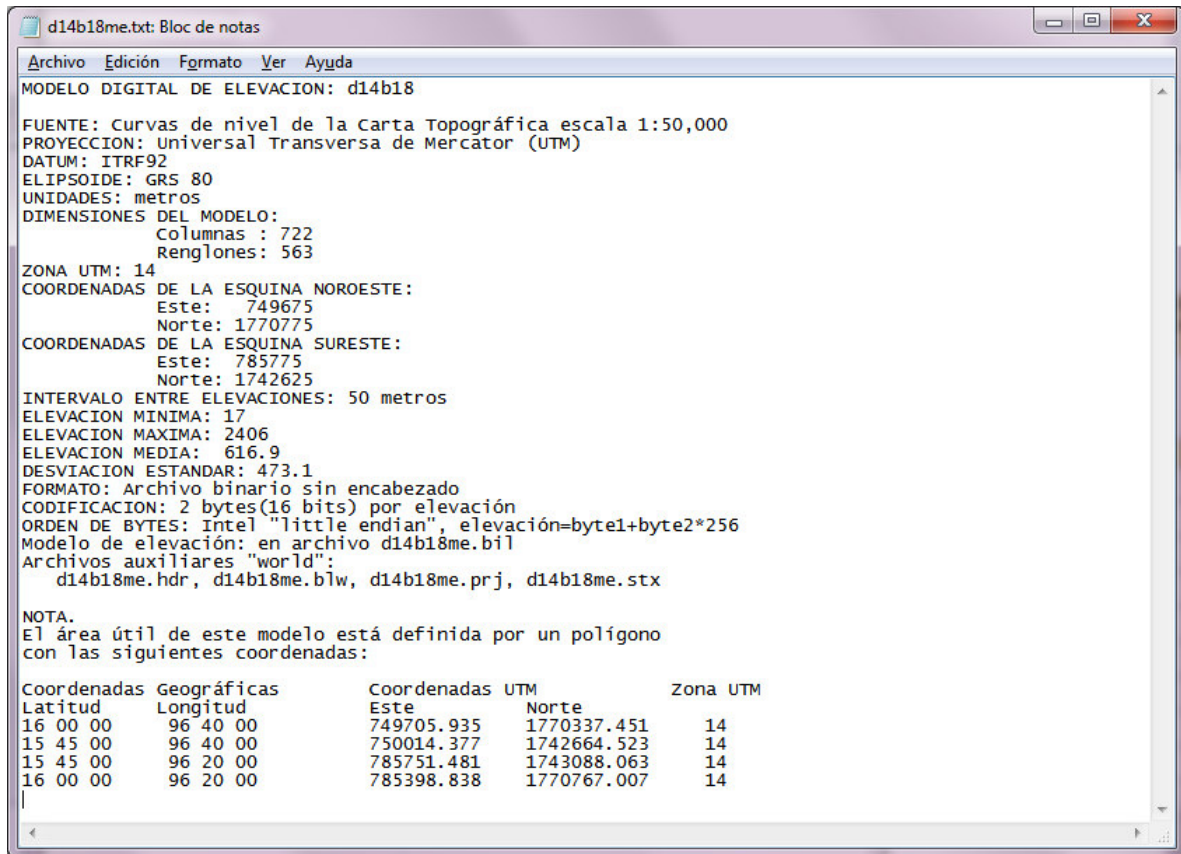 d14b18me.txt: Bloc de notas
Archivo Edición Formato Ver Ayuda
MODELO DIGITAL DE ELEVACION: d14b18
FUENTE: Curvas de nivel de la Carta Topográfica escala 1:50,000
PROYECCION: Universal Transversa de Mercator (UTM)
DATUM: ITRF92
ELIPSOIDE: GRS 80
UNIDADES: metros
DIMENSIONES DEL MODELO:
Columnas : 722
Renglones: 563
ZONA UTM: 14
COORDENADAS DE LA ESQUINA NOROESTE:
Este: 749675
Norte: 1770775
COORDENADAS DE LA ESQUINA SURESTE:
Este: 785775
Norte: 1742625
INTERVALO ENTRE ELEVACIONES: 50 metros
ELEVACION MINIMA: 17
ELEVACION MAXIMA: 2406
ELEVACION MEDIA: 616.9
DESVIACION ESTANDAR: 473.1
FORMATO: Archivo binario sin encabezado
CODIFICACION: 2 bytes(16 bits) por elevación
ORDEN DE BYTES: Intel "little endian", elevación=byte1+byte2*256
Modelo de elevación: en archivo d14b18me.bil
Archivos auxiliares "world":
d14b18me.hdr, d14b18me.blw, d14b18me.prj, d14b18me.stx
NOTA.
El área útil de este modelo está definida por un polígono
con las siguientes coordenadas:
Coordenadas Geográficas Coordenadas UTM Zona UTM
Latitud Longitud Este Norte
16 00 00 96 40 00 749705.935 1770337.451 14
15 45 00 96 40 00 750014.377 1742664.523 14
15 45 00 96 20 00 785751.481 1743088.063 14
16 00 00 96 20 00 785398.838 1770767.007 14